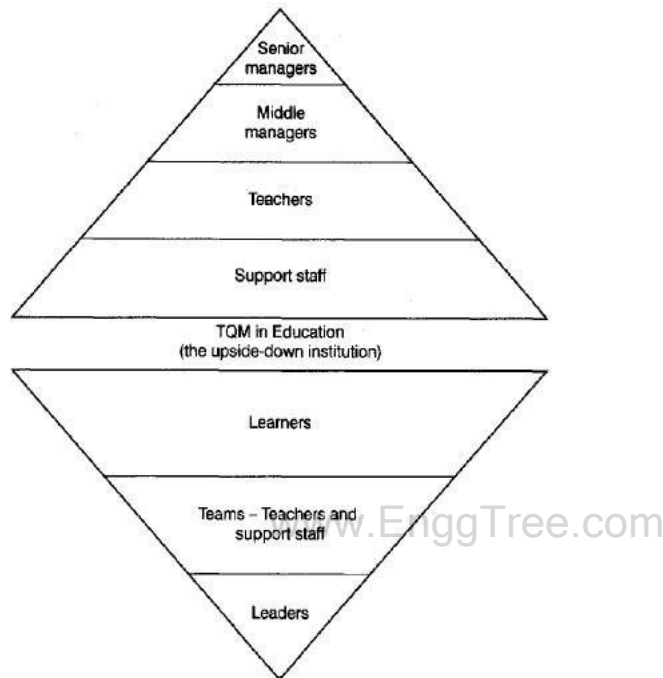 Senior
managers
Middle
managers
Teachers
Support staff
TQM in Education
(the upside-down institution)
Learners
Teams – Teachers and
support staff
www.EnggTree.com
Leaders